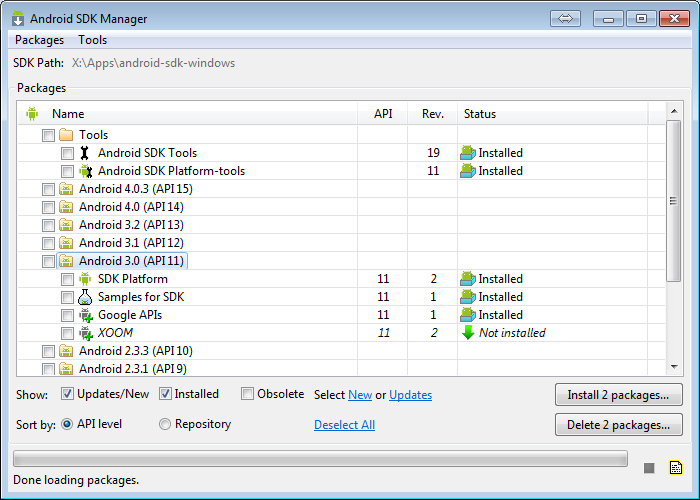 Android SDK Manager
Packages Tools
SDK Path: X:\Apps\android-sdk-windows
Packages
Name API Rev. Status
Tools
Android SDK Tools 19 Installed
Android SDK Platform-tools 11 Installed
Android 4.0.3 (API 15)
Android 4.0 (API 14)
Android 3.2 (API 13)
Android 3.1 (API 12)
Android 3.0 (API 11)
SDK Platform 11 2 Installed
Samples for SDK 11 1 Installed
Google APIs 11 1 Installed
XOOM 11 2 Not installed
Android 2.3.3 (API 10)
Android 2.3.1 (API 9)
Show: Updates/New Installed Obsolete Select New or Updates Install 2 packages...
Sort by: API level Repository Deselect All Delete 2 packages...
Done loading packages.